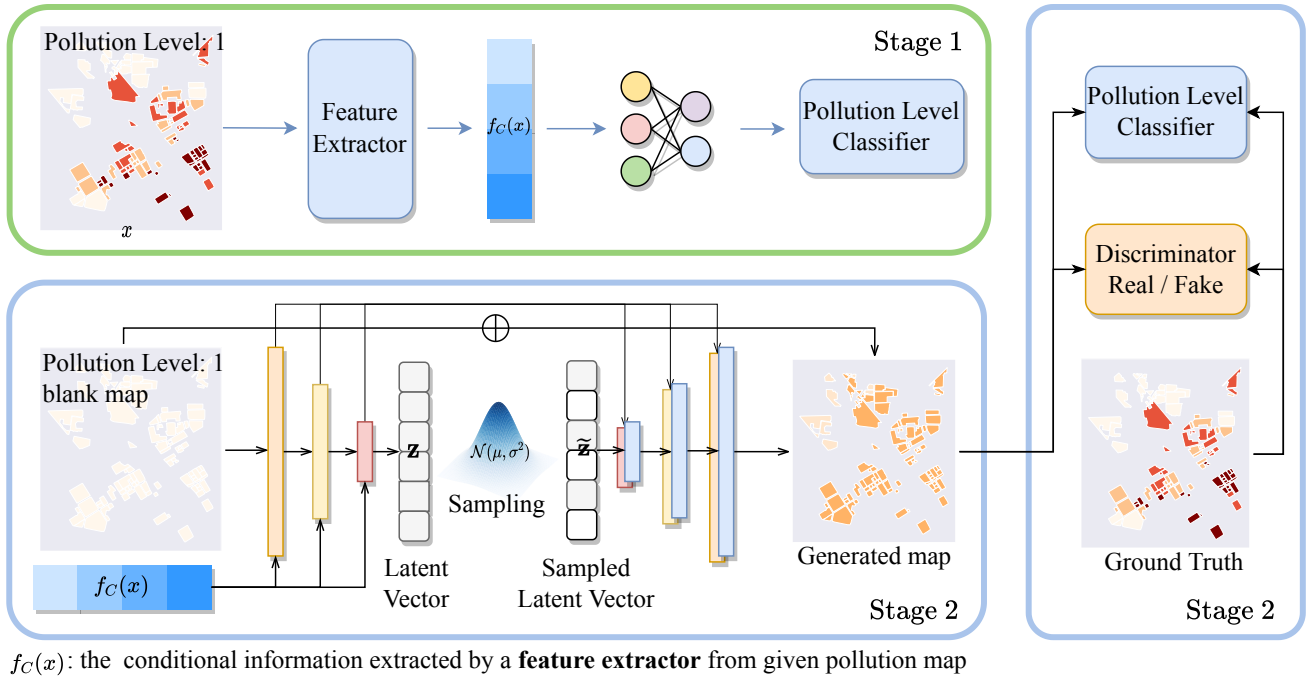 Pollution Level: 1
Stage 1
Feature
Extractor
f_C(x)
Pollution Level
Classifier
x
Pollution Level: 1
blank map
z
𝒩(μ, σ²)
Sampling
z̃
f_C(x)
Latent
Vector
Sampled
Latent Vector
Generated map
Stage 2
Pollution Level
Classifier
Discriminator
Real / Fake
Ground Truth
Stage 2
f_C(x): the conditional information extracted by a feature extractor from given pollution map